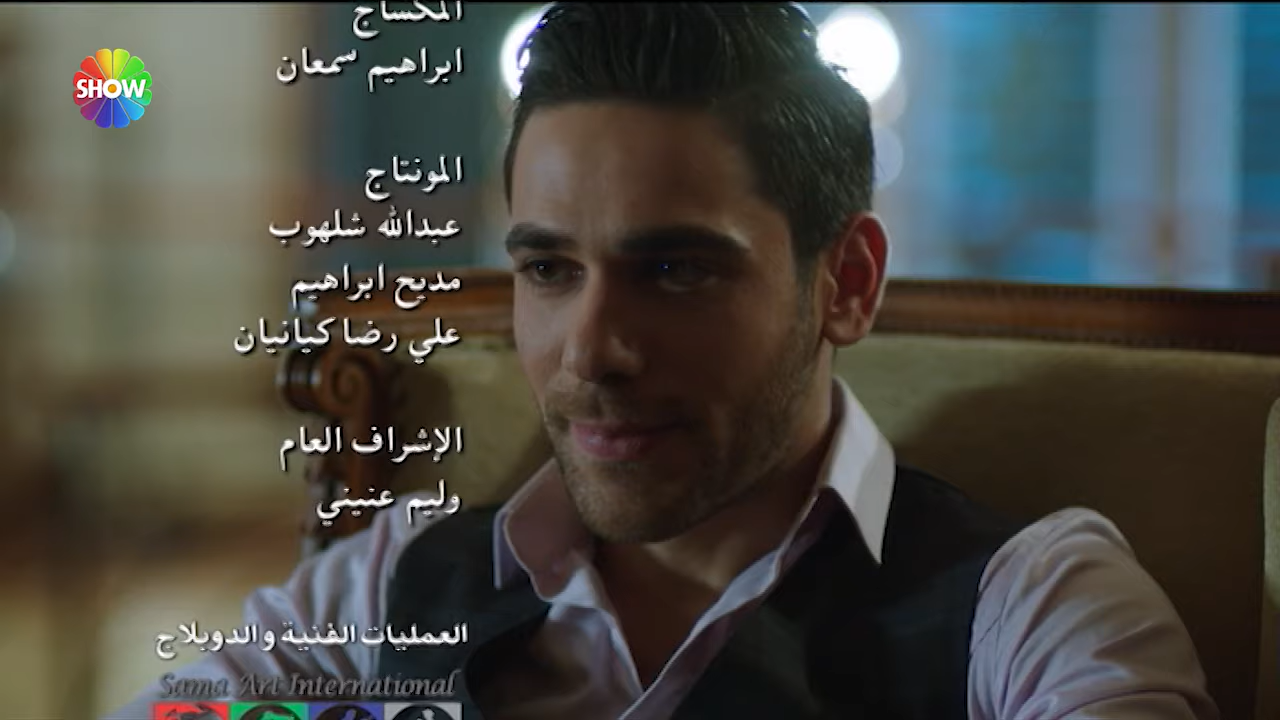 SHOW
المكساج
ابراهيم سمعان
المونتاج
عبدالله شلهوب
مديح ابراهيم
علي رضا كيانيان
الإشراف العام
وليم عنيني
العمليات الفنية والدوبلاج
Sama Art International